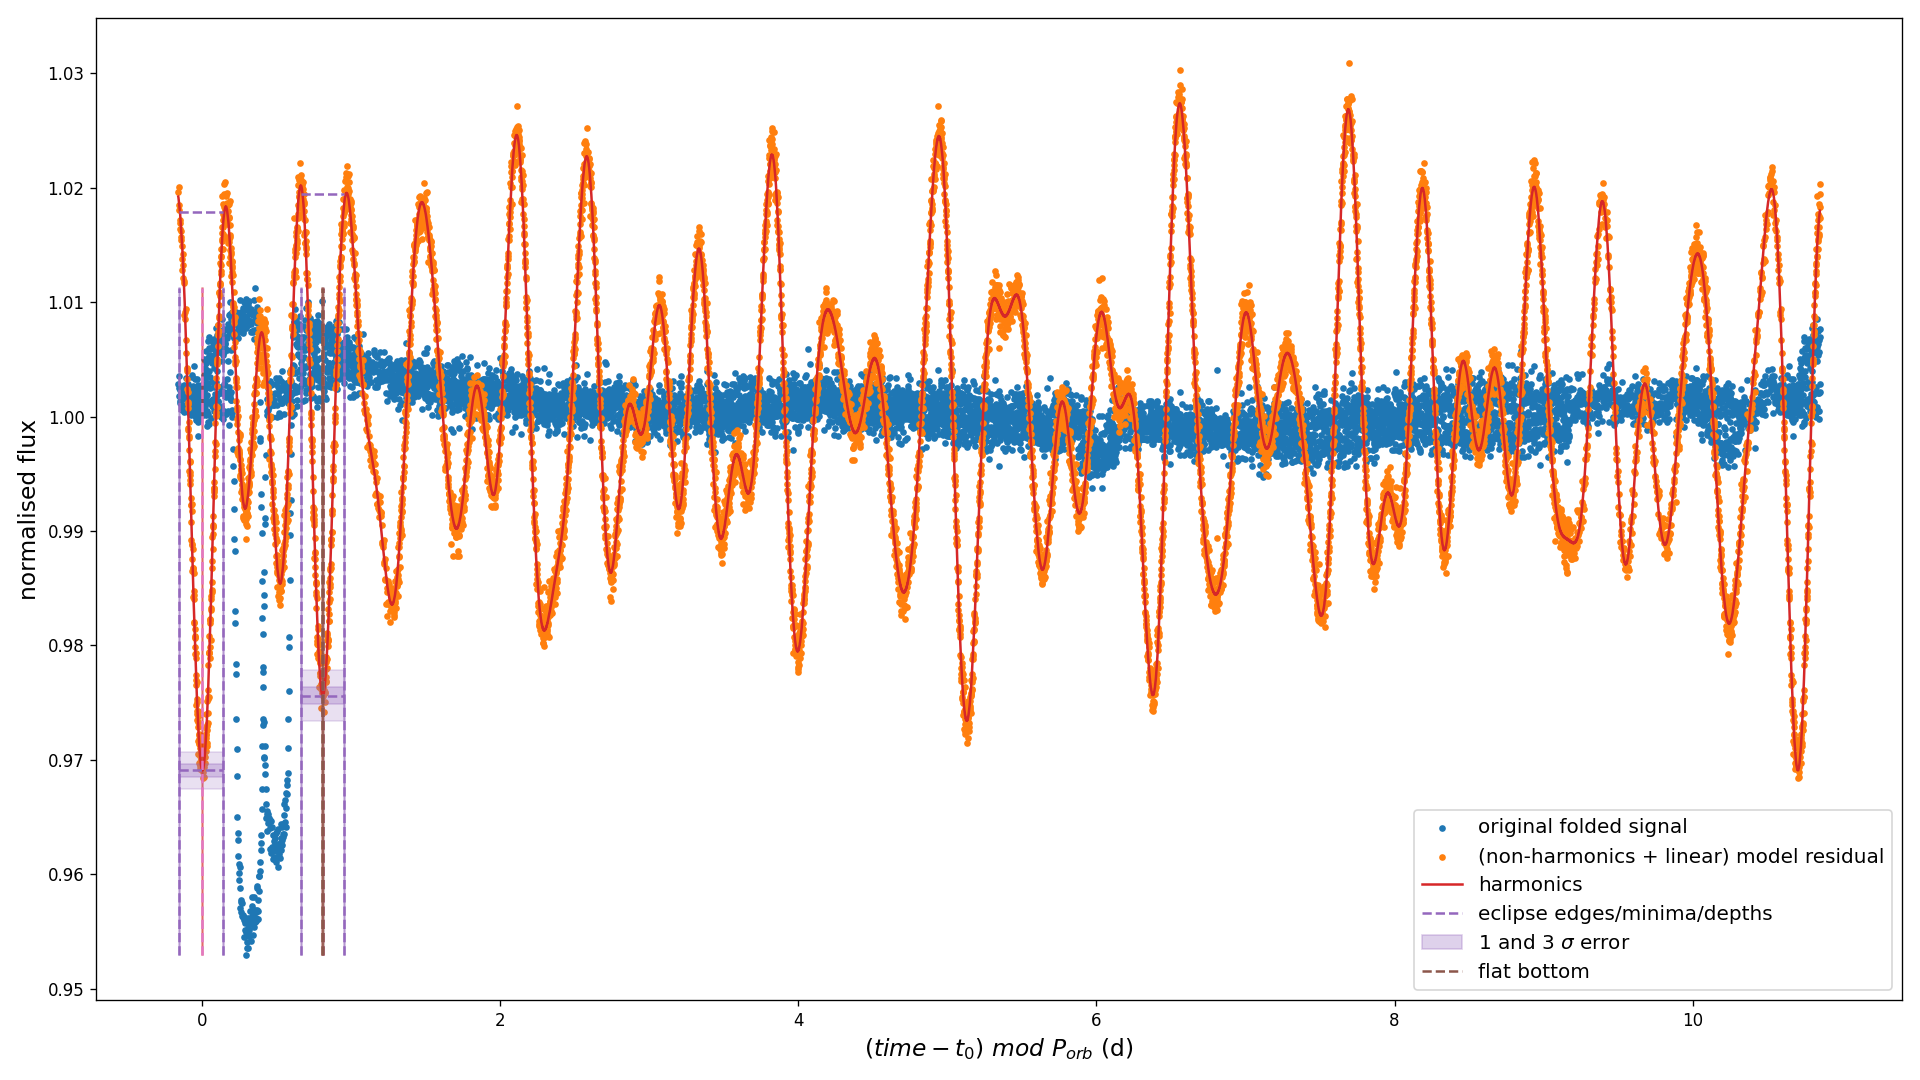 normalised flux
1.03
1.02
1.01
1.00
0.99
0.98
0.97
0.96
0.95
original folded signal
(non-harmonics + linear) model residual
harmonics
eclipse edges/minima/depths
1 and 3 σ error
flat bottom
0 2 4 6 8 10
(time − t₀) mod Pₒᵣb (d)